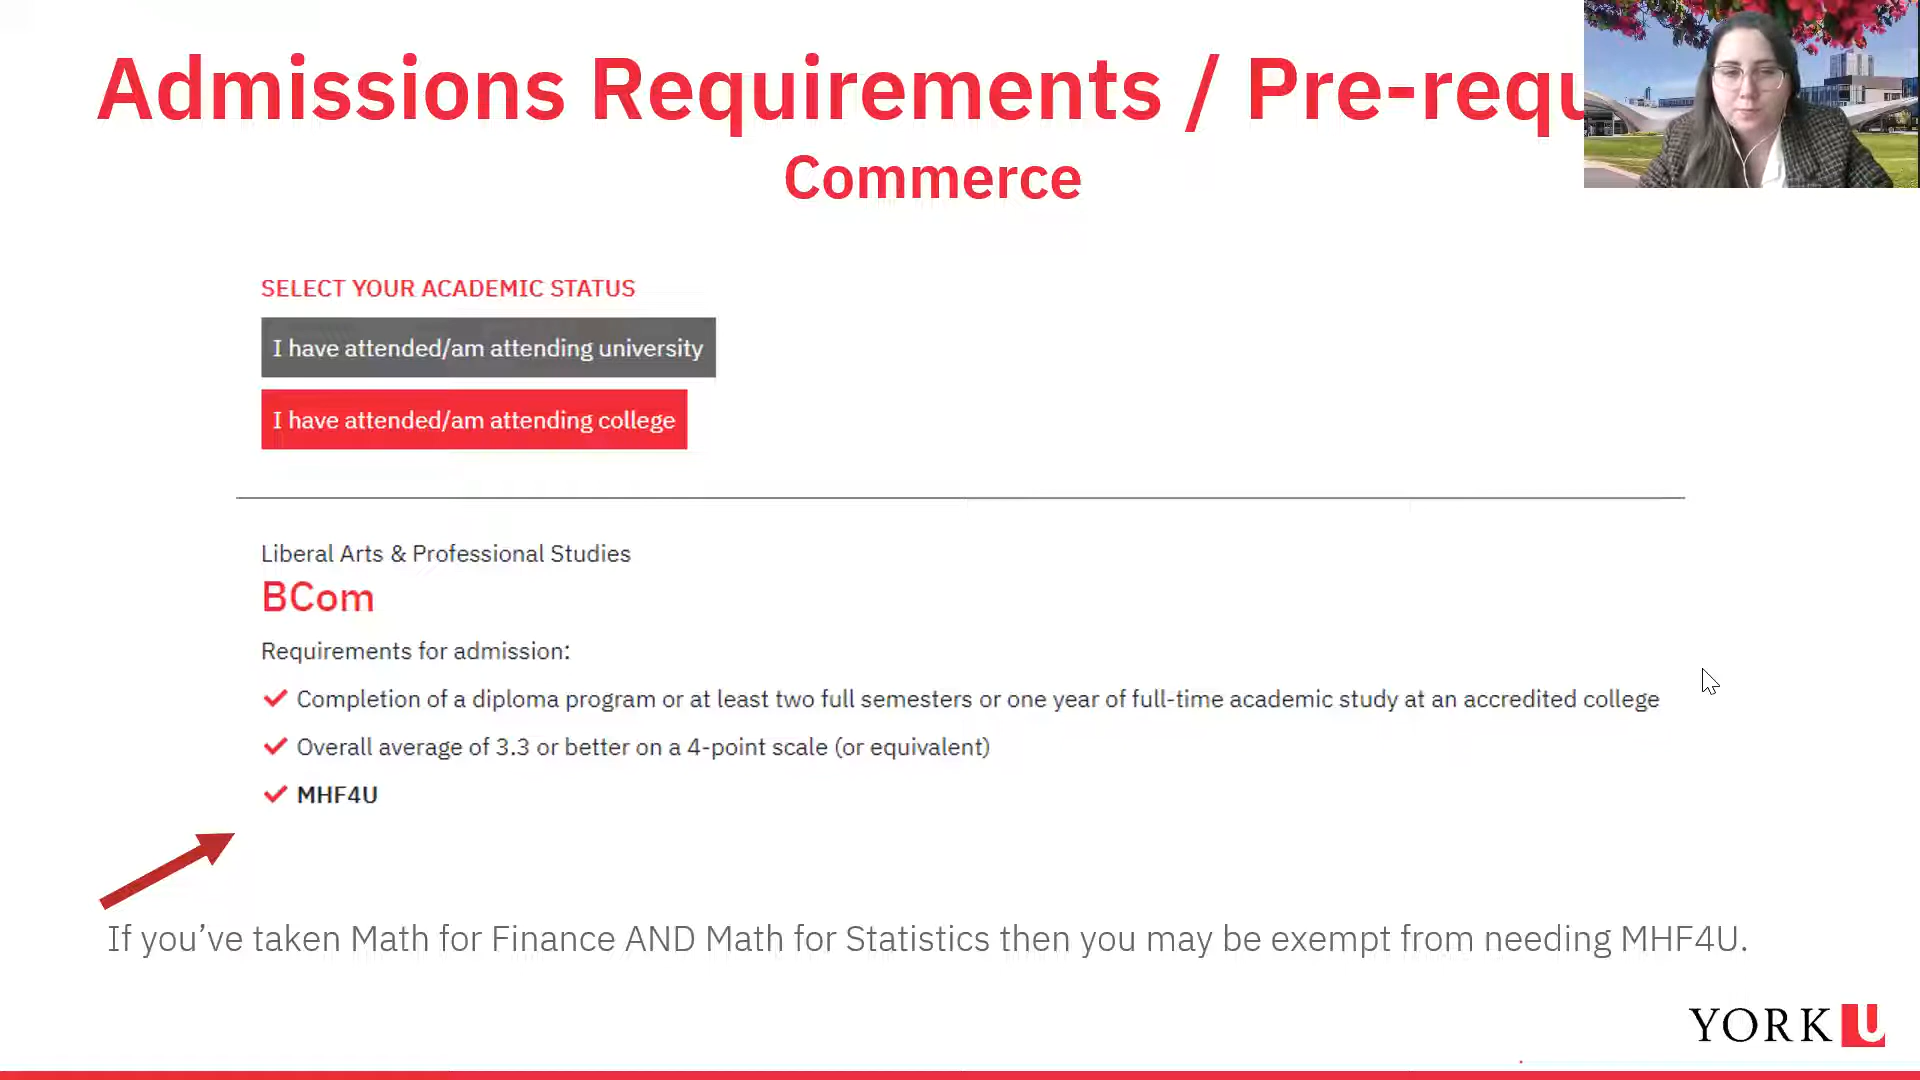 Admissions Requirements / Pre-requ
Commerce
SELECT YOUR ACADEMIC STATUS
I have attended/am attending university
I have attended/am attending college
Liberal Arts & Professional Studies
BCom
Requirements for admission:
Completion of a diploma program or at least two full semesters or one year of full-time academic study at an accredited college
Overall average of 3.3 or better on a 4-point scale (or equivalent)
MHF4U
If you’ve taken Math for Finance AND Math for Statistics then you may be exempt from needing MHF4U.
YORK U